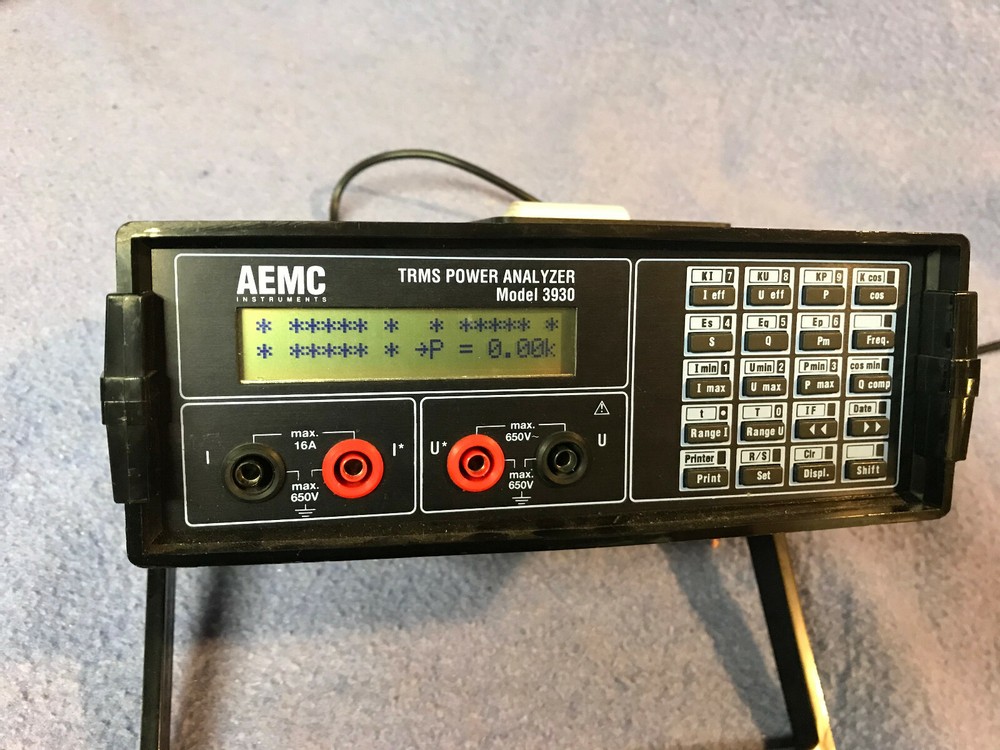 AEMC
INSTRUMENTS
TRMS POWER ANALYZER
Model 3930
* ***** * * ***** *
* ***** * →P = 0.00k
I
max.
16A
I*
max.
650V
U*
max.
650V~
U
max.
650V
KI 7 KU 8 KP 9 K cos
I eff U eff P cos
Es 4 Eq 5 Ep 6
S Q Pm Freq.
I min 1 U min 2 P min 3 cos min
I max U max P max Q comp
t • T 0 IF Date
Range I Range U ◀◀ ▶▶
Printer R/S Clr
Print Set Displ. Shift